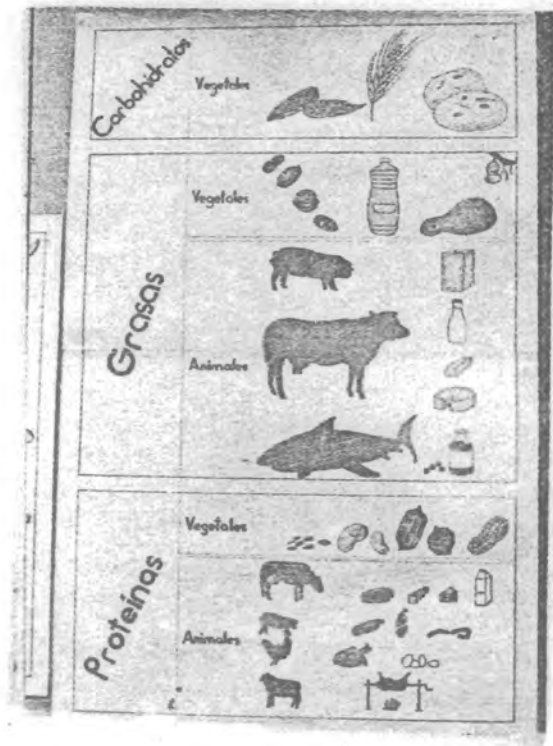 Carbohidratos
Vegetales
Grasas
Vegetales
Animales
Proteínas
Vegetales
Animales